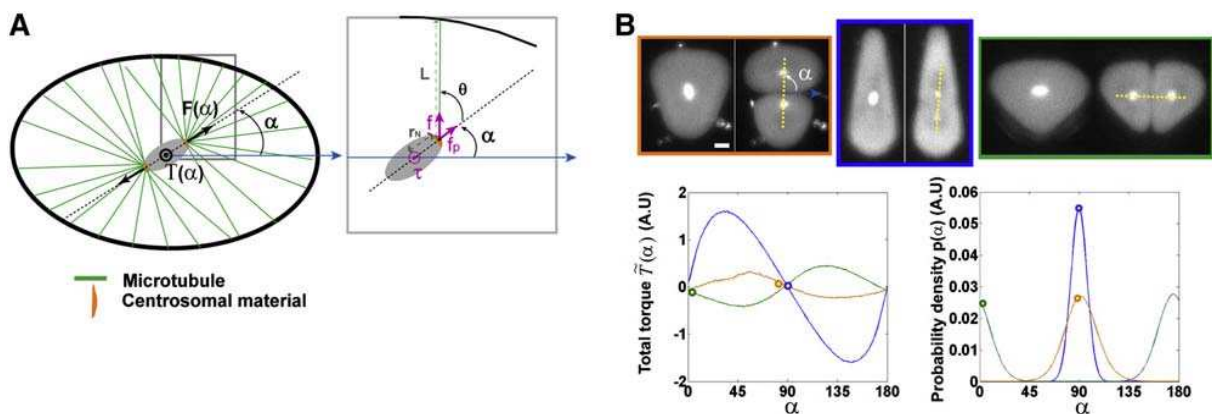 A
F(α)
α
T(α)
Microtubule
Centrosomal material
L
θ
f
r_N
f_p
α
τ
B
α
2
1
0
-1
-2
Total torque T̃(α) (A.U)
0 45 90 135 180
α
0.06
0.05
0.04
0.03
0.02
0.01
0
Probability density p(α) (A.U)
0 45 90 135 180
α